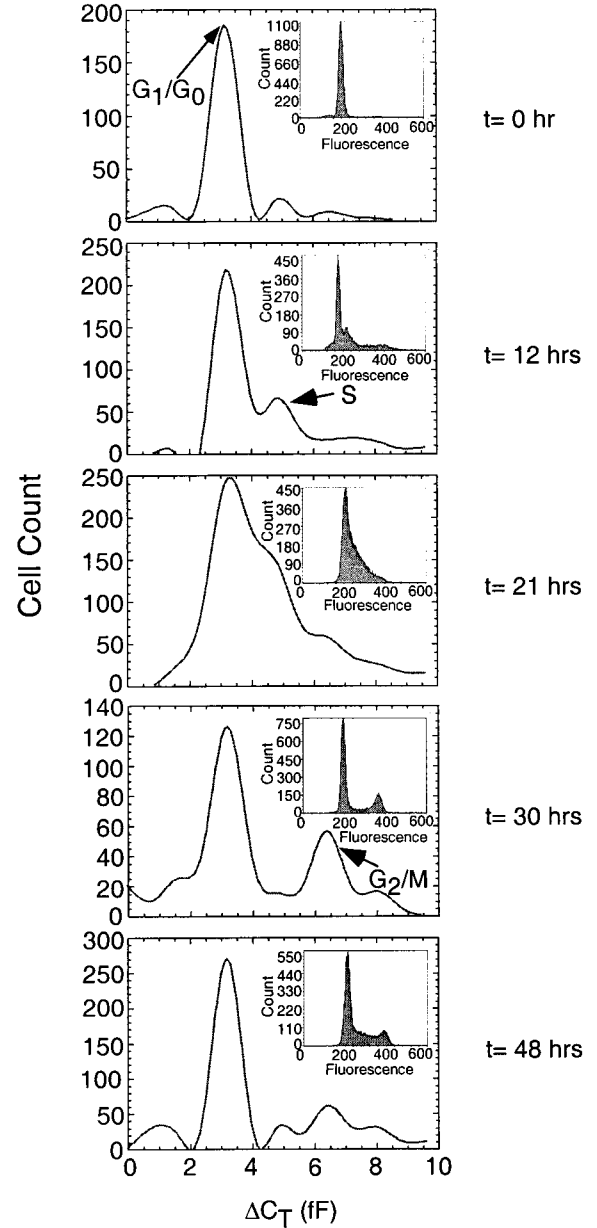 200
150
100
50
0
G1/G0
Count
1100
880
660
440
220
0
0 200 400 600
Fluorescence
t= 0 hr
250
200
150
100
50
0
S
Count
450
360
270
180
90
0
0 200 400 600
Fluorescence
t= 12 hrs
Cell Count
250
200
150
100
50
0
Count
450
360
270
180
90
0
0 200 400 600
Fluorescence
t= 21 hrs
140
120
100
80
60
40
20
0
Count
750
600
450
300
150
0
0 200 400 600
Fluorescence
G2/M
t= 30 hrs
300
250
200
150
100
50
0
Count
550
440
330
220
110
0
0 200 400 600
Fluorescence
t= 48 hrs
0 2 4 6 8 10
ΔCT (fF)